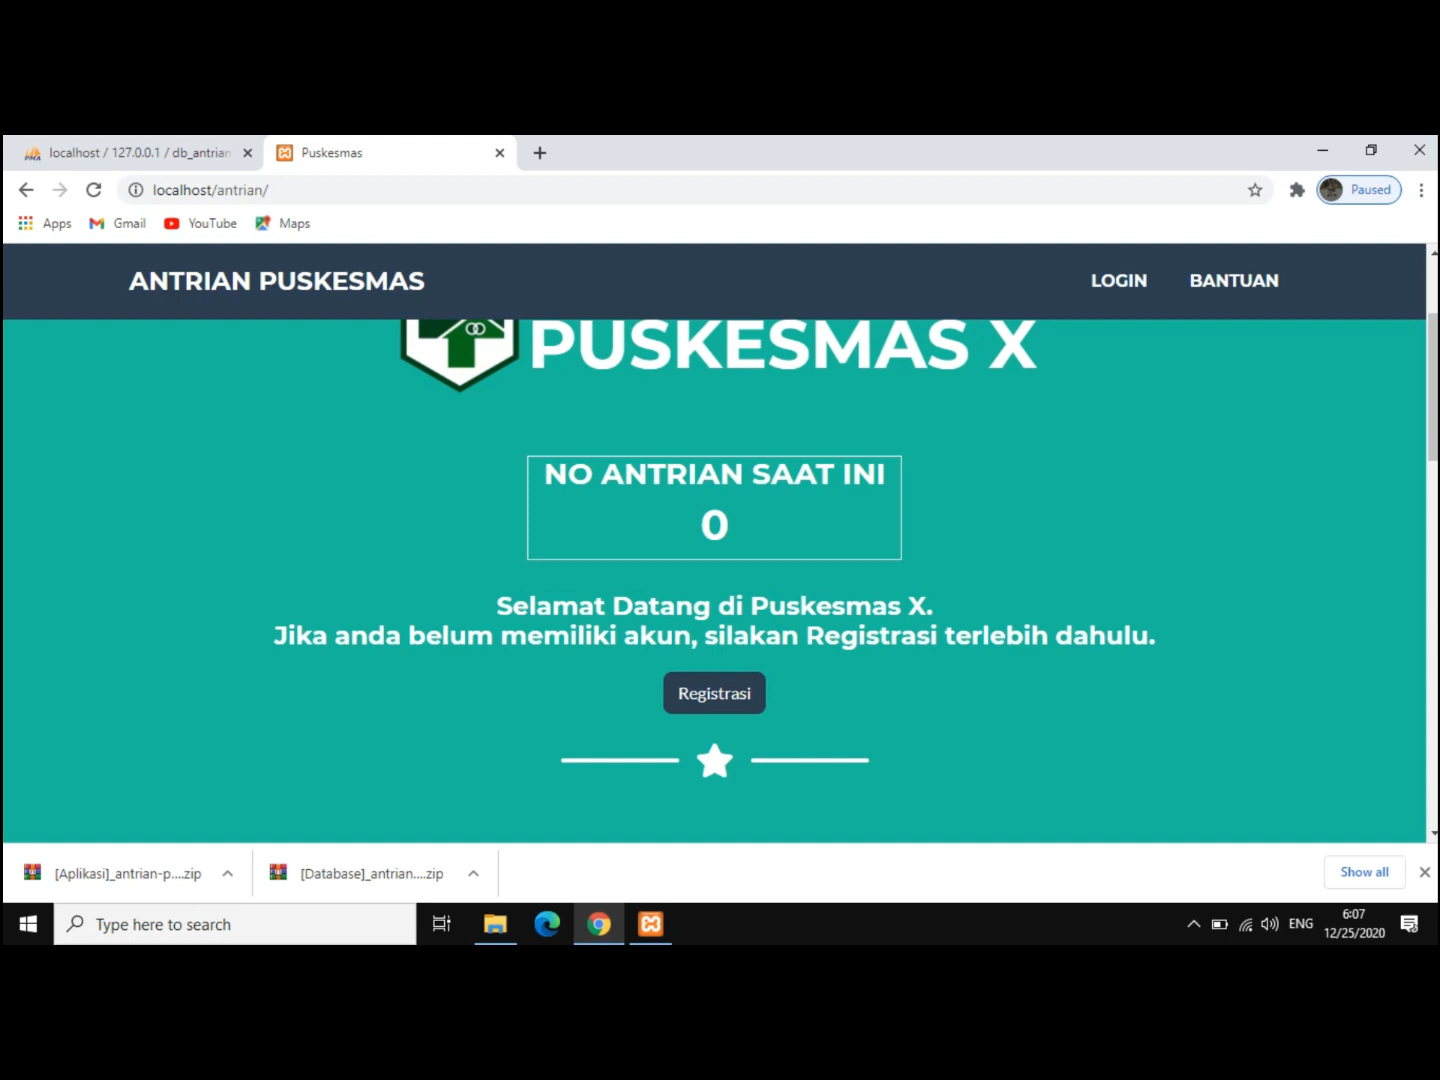 localhost / 127.0.0.1 / db_antrian
Puskesmas
localhost/antrian/
Paused
Apps
Gmail
YouTube
Maps
ANTRIAN PUSKESMAS
LOGIN
BANTUAN
PUSKESMAS X
NO ANTRIAN SAAT INI
0
Selamat Datang di Puskesmas X.
Jika anda belum memiliki akun, silakan Registrasi terlebih dahulu.
Registrasi
[Aplikasi]_antrian-p....zip
[Database]_antrian....zip
Show all
Type here to search
ENG
6:07
12/25/2020